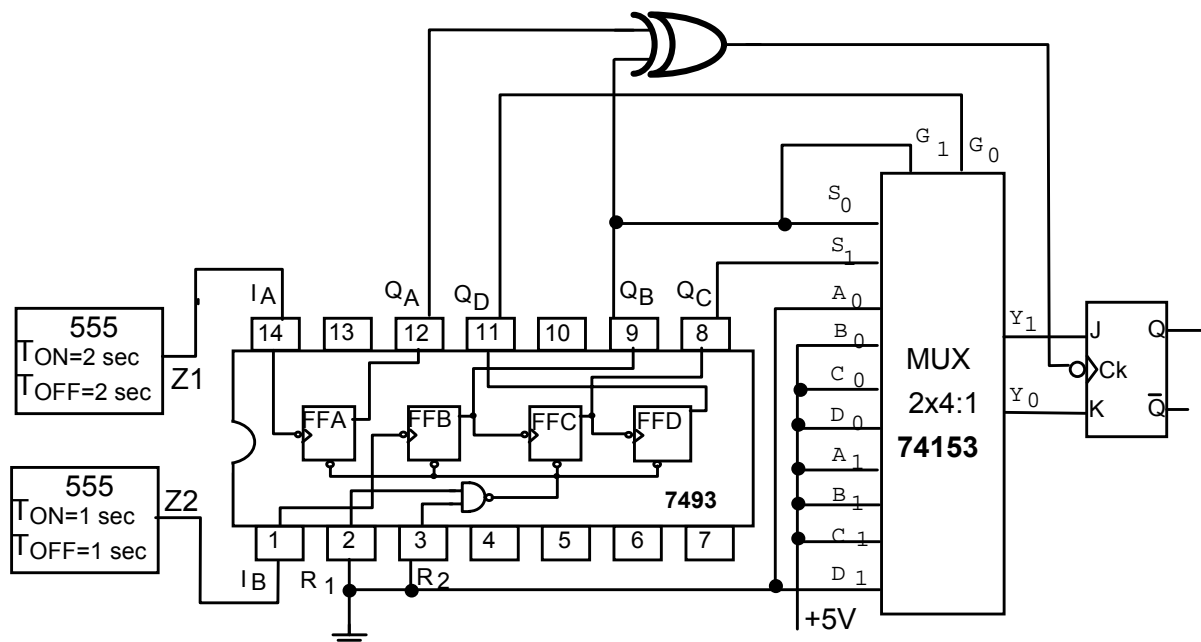 G1 G0
S0
S1
IA QA QD QB QC
A0
14 13 12 11 10 9 8
B0
Y1
555
TON=2 sec
TOFF=2 sec
Z1
MUX
2x4:1
74153
J Q
Ck
K Q̅
C0
Y0
D0
FFA FFB FFC FFD
A1
555
TON=1 sec
TOFF=1 sec
Z2
7493
B1
C1
1 2 3 4 5 6 7
IB R1 R2
D1
+5V